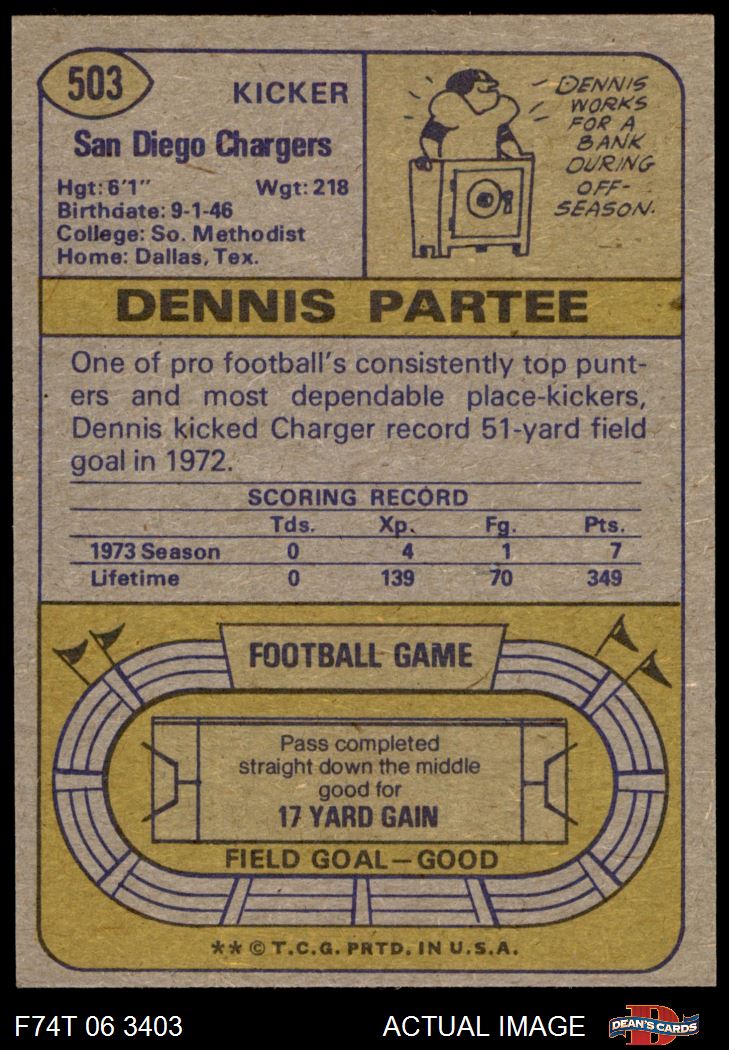 503
KICKER
San Diego Chargers
Hgt: 6'1" Wgt: 218
Birthdate: 9-1-46
College: So. Methodist
Home: Dallas, Tex.
DENNIS
WORKS
FOR A
BANK
DURING
OFF-
SEASON.
DENNIS PARTEE
One of pro football's consistently top punt-
ers and most dependable place-kickers,
Dennis kicked Charger record 51-yard field
goal in 1972.
SCORING RECORD
Tds. Xp. Fg. Pts.
1973 Season 0 4 1 7
Lifetime 0 139 70 349
FOOTBALL GAME
Pass completed
straight down the middle
good for
17 YARD GAIN
FIELD GOAL—GOOD
** © T.C.G. PRTD. IN U.S.A.
F74T 06 3403 ACTUAL IMAGE
DEAN'S CARDS